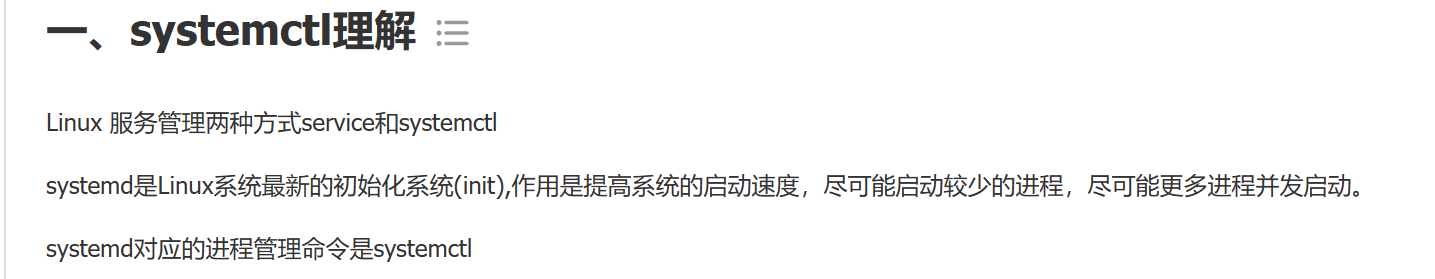 一、systemctl理解
Linux 服务管理两种方式service和systemctl
systemd是Linux系统最新的初始化系统(init),作用是提高系统的启动速度，尽可能启动较少的进程，尽可能更多进程并发启动。
systemd对应的进程管理命令是systemctl